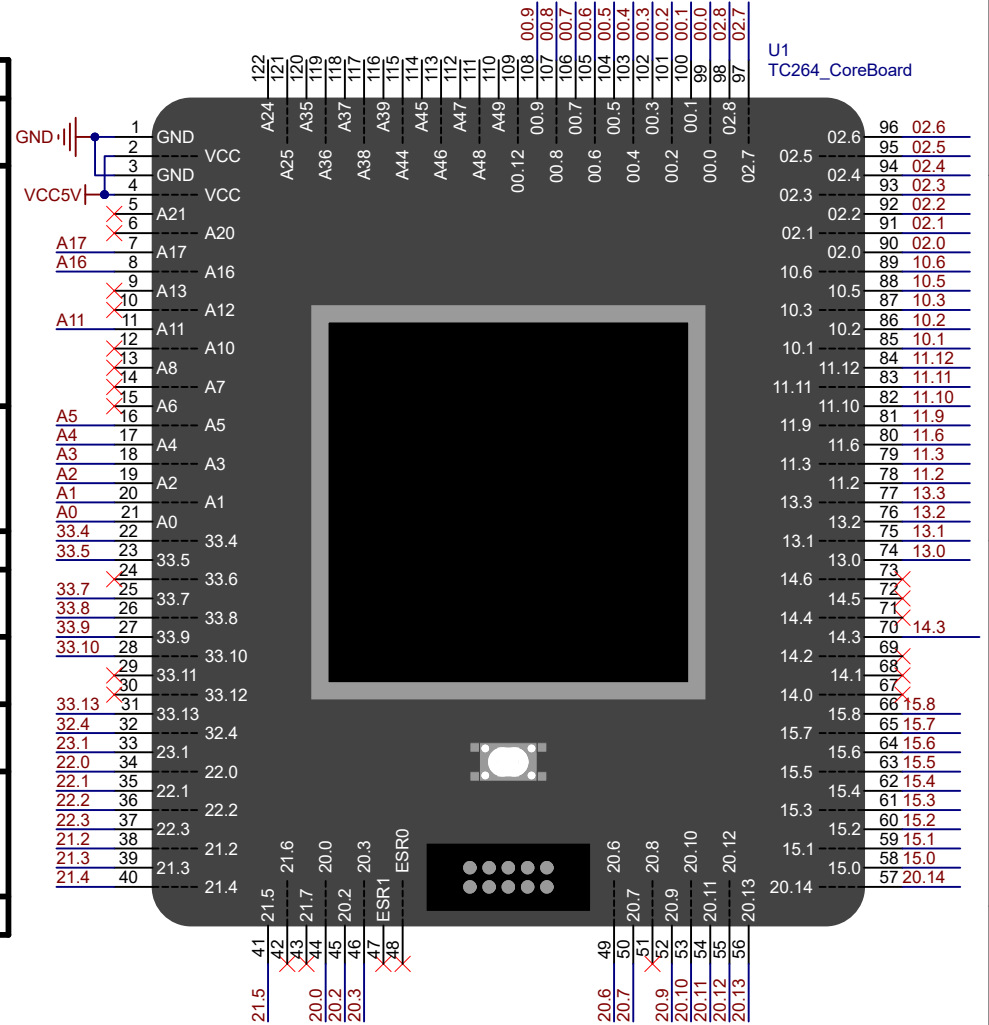 00.9 00.8 00.7 00.6 00.5 00.4 00.3 00.2 00.1 00.0 02.8 02.7
U1
TC264_CoreBoard
122 121 120 119 118 117 116 115 114 113 112 111 110 109 108 107 106 105 104 103 102 101 100 99 98 97
A24 A35 A37 A39 A45 A47 A49 00.9 00.7 00.5 00.3 00.1 02.8
A25 A36 A38 A44 A46 A48 00.12 00.8 00.6 00.4 00.2 00.0 02.7
GND 1 GND
2 VCC
3 GND
VCC5V 4 VCC
5 A21
6 A20
A17 7 A17
A16 8 A16
9 A13
10 A12
A11 11 A11
12 A10
13 A8
14 A7
15 A6
A5 16 A5
A4 17 A4
A3 18 A3
A2 19 A2
A1 20 A1
A0 21 A0
33.4 22 33.4
33.5 23 33.5
24 33.6
33.7 25 33.7
33.8 26 33.8
33.9 27 33.9
33.10 28 33.10
29 33.11
30 33.12
33.13 31 33.13
32.4 32 32.4
23.1 33 23.1
22.0 34 22.0
22.1 35 22.1
22.2 36 22.2
22.3 37 22.3
21.2 38 21.2
21.3 39 21.3
21.4 40 21.4
02.6 96 02.6
02.5 95 02.5
02.4 94 02.4
02.3 93 02.3
02.2 92 02.2
02.1 91 02.1
02.0 90 02.0
10.6 89 10.6
10.5 88 10.5
10.3 87 10.3
10.2 86 10.2
10.1 85 10.1
11.12 84 11.12
11.11 83 11.11
11.10 82 11.10
11.9 81 11.9
11.6 80 11.6
11.3 79 11.3
11.2 78 11.2
13.3 77 13.3
13.2 76 13.2
13.1 75 13.1
13.0 74 13.0
14.6 73
14.5 72
14.4 71
14.3 70 14.3
14.2 69
14.1 68
14.0 67
15.8 66 15.8
15.7 65 15.7
15.6 64 15.6
15.5 63 15.5
15.4 62 15.4
15.3 61 15.3
15.2 60 15.2
15.1 59 15.1
15.0 58 15.0
20.14 57 20.14
21.6 20.0 20.3 ESR0 20.6 20.8 20.10 20.12
21.5 21.7 20.2 ESR1 20.7 20.9 20.11 20.13
41 42 43 44 45 46 47 48 49 50 51 52 53 54 55 56
21.5 20.0 20.2 20.3 20.6 20.7 20.9 20.10 20.11 20.12 20.13